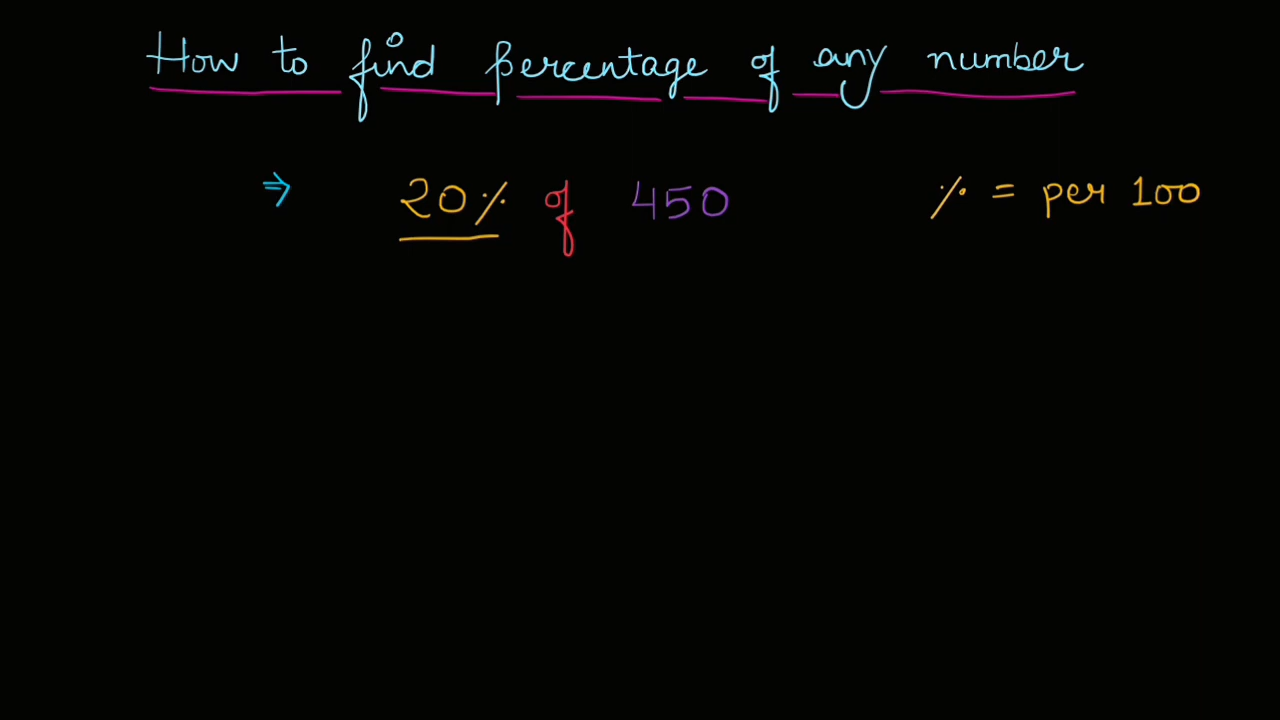 How to find percentage of any number
⇒ 20% of 450 % = per 100